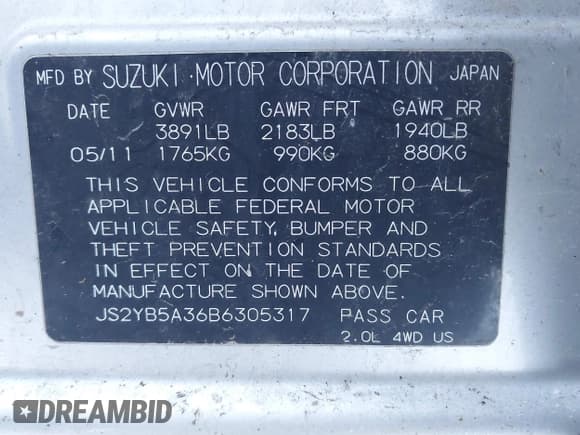 MFD BY SUZUKI MOTOR CORPORATION JAPAN
DATE GVWR GAWR FRT GAWR RR
3891LB 2183LB 1940LB
05/11 1765KG 990KG 880KG
THIS VEHICLE CONFORMS TO ALL
APPLICABLE FEDERAL MOTOR
VEHICLE SAFETY, BUMPER AND
THEFT PREVENTION STANDARDS
IN EFFECT ON THE DATE OF
MANUFACTURE SHOWN ABOVE.
JS2YB5A36B6305317 PASS CAR
2.0L 4WD US
DREAMBID